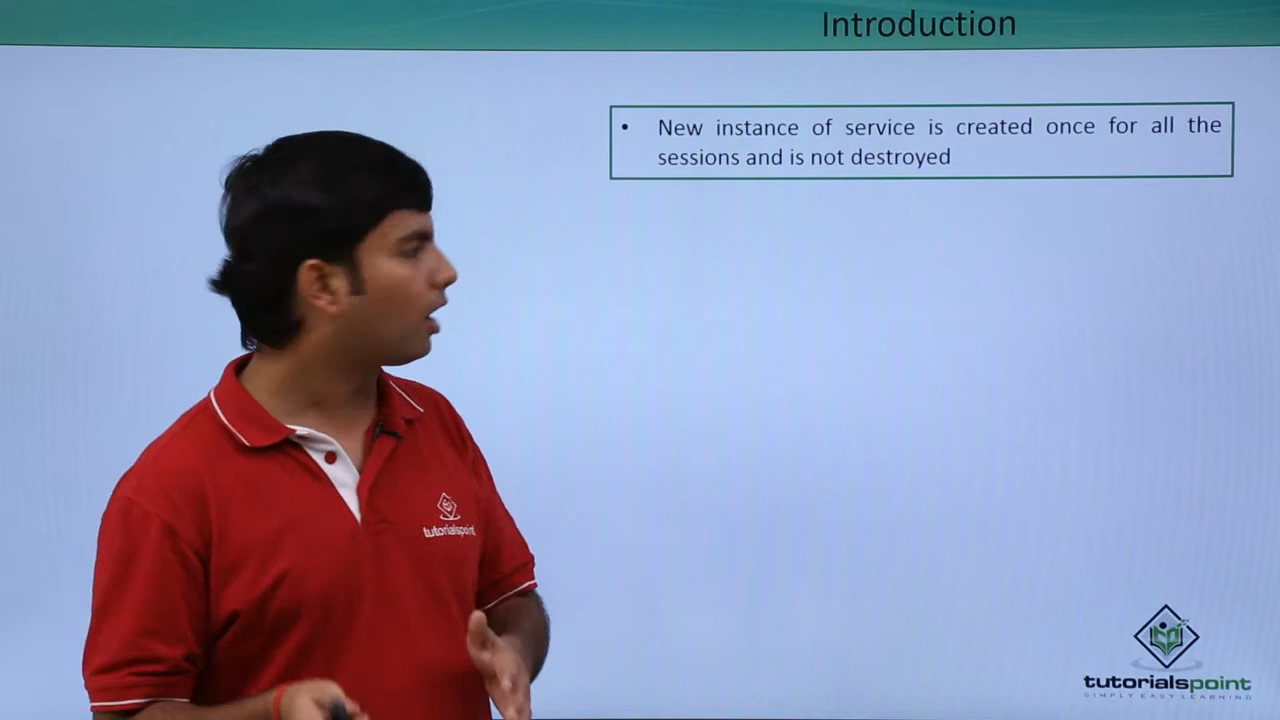 Introduction
• New instance of service is created once for all the
sessions and is not destroyed
tutorialspoint
tutorialspoint
SIMPLY EASY LEARNING